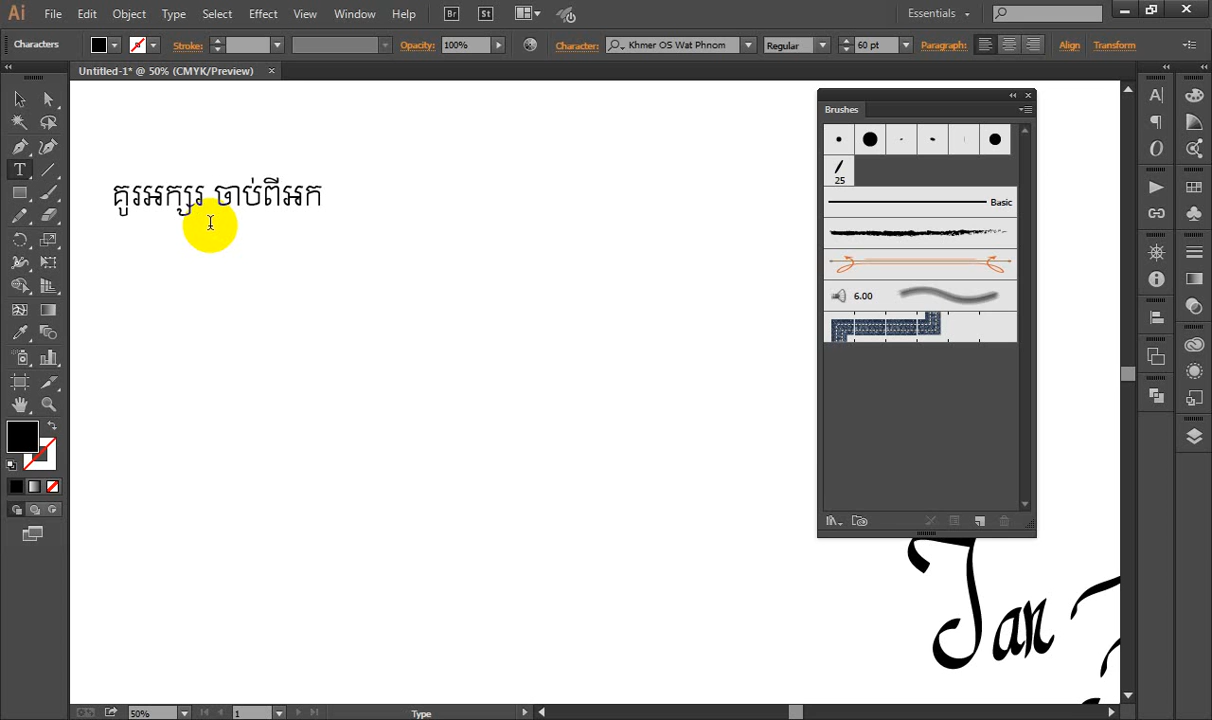 Ai File Edit Object Type Select Effect View Window Help Br St Essentials
Characters Stroke: Opacity: 100% Character: Khmer OS Wat Phnom Regular 60 pt Paragraph: Align Transform
Untitled-1* @ 50% (CMYK/Preview)
Brushes
25
Basic
6.00
គូរអក្សរ ចាប់ពីអក
Jan
50% 1 Type